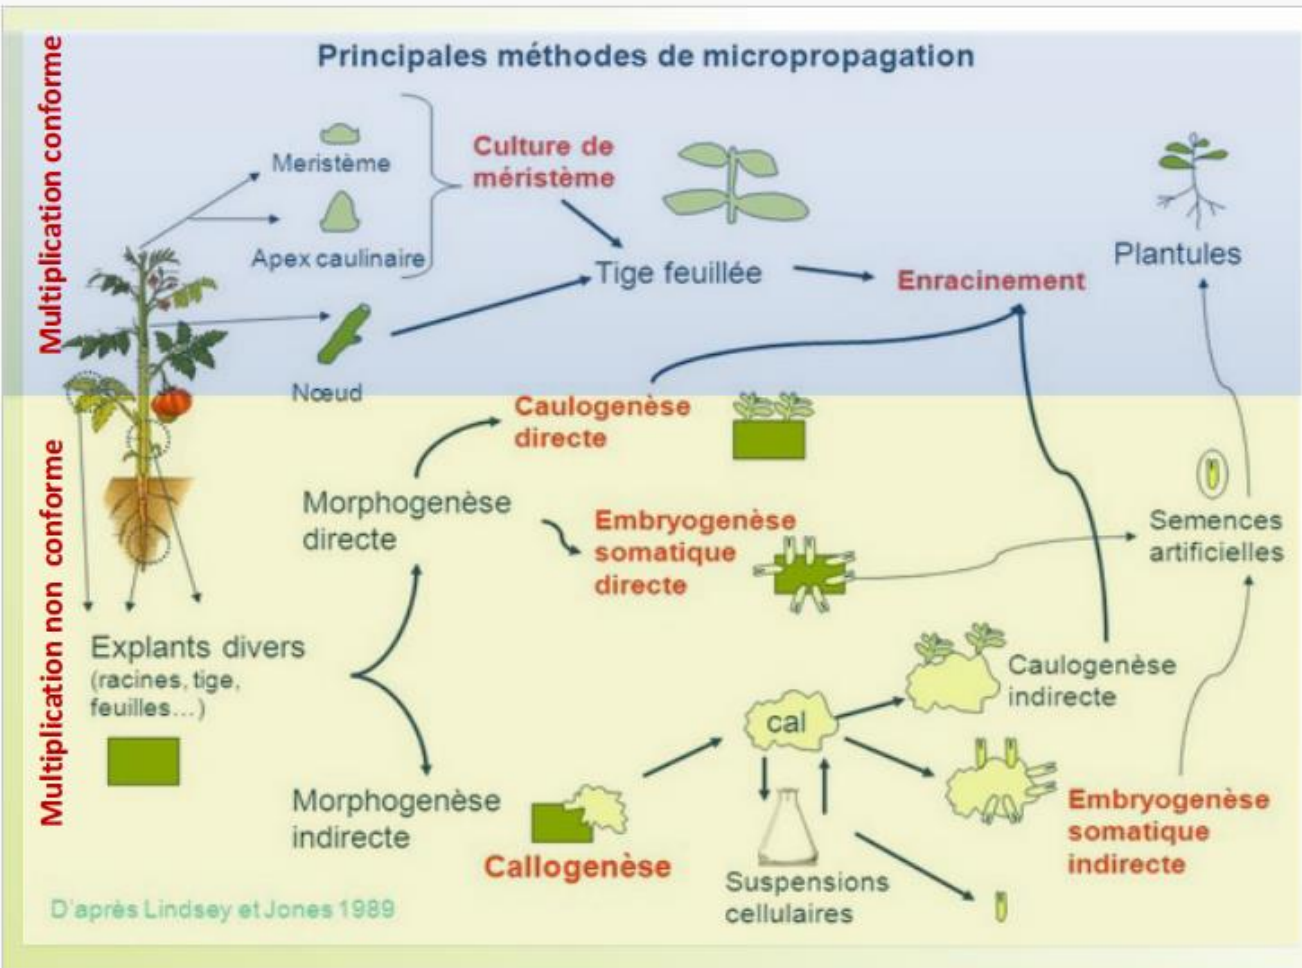 Principales méthodes de micropropagation
Multiplication conforme
Meristème
Apex caulinaire
Culture de
méristème
Tige feuillée
Enracinement
Plantules
Nœud
Multiplication non conforme
Caulogenèse
directe
Morphogenèse
directe
Embryogenèse
somatique
directe
Semences
artificielles
Explants divers
(racines, tige,
feuilles...)
Caulogenèse
indirecte
cal
Morphogenèse
indirecte
Callogenèse
Embryogenèse
somatique
indirecte
Suspensions
cellulaires
D'après Lindsey et Jones 1989